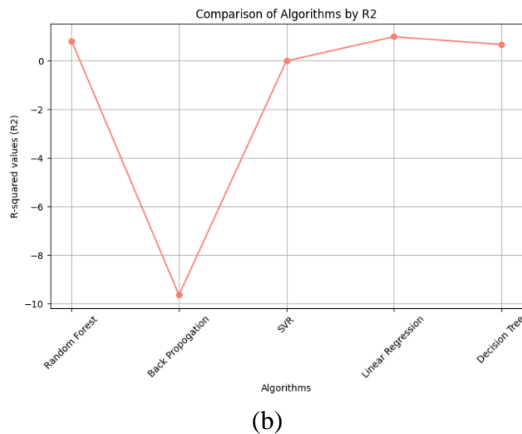 Comparison of Algorithms by R2
R-squared values (R2)
0
−2
−4
−6
−8
−10
Random Forest
Back Propogation
SVR
Linear Regression
Decision Tree
Algorithms
(b)